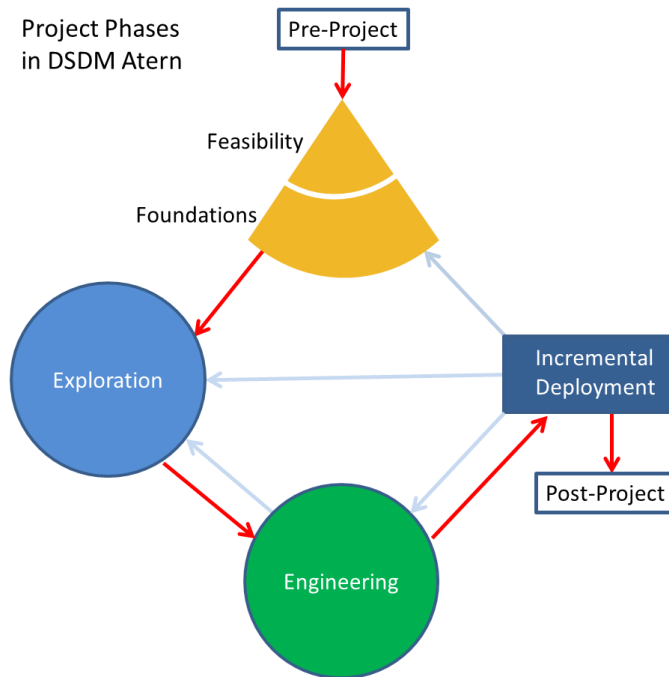 Project Phases
in DSDM Atern
Pre-Project
Feasibility
Foundations
Exploration
Incremental
Deployment
Post-Project
Engineering